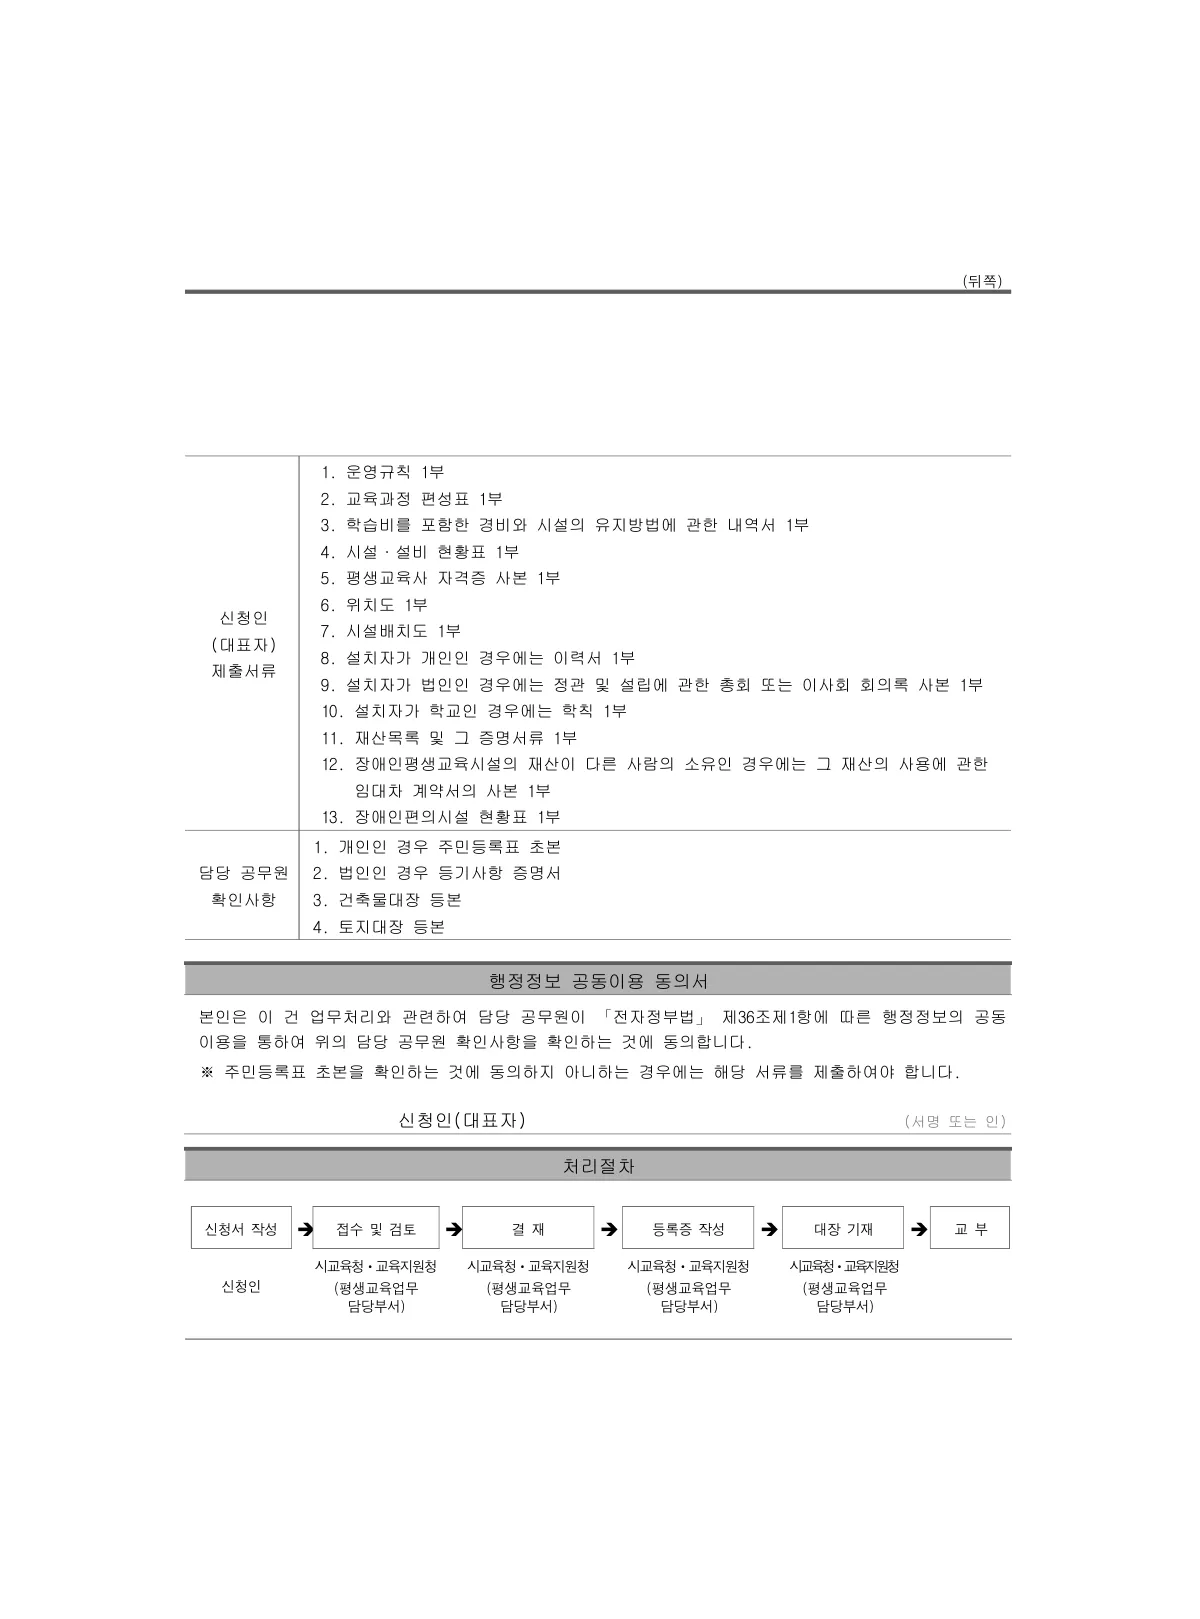 (뒤쪽)
신청인
(대표자)
제출서류
1. 운영규칙 1부
2. 교육과정 편성표 1부
3. 학습비를 포함한 경비와 시설의 유지방법에 관한 내역서 1부
4. 시설·설비 현황표 1부
5. 평생교육사 자격증 사본 1부
6. 위치도 1부
7. 시설배치도 1부
8. 설치자가 개인인 경우에는 이력서 1부
9. 설치자가 법인인 경우에는 정관 및 설립에 관한 총회 또는 이사회 회의록 사본 1부
10. 설치자가 학교인 경우에는 학칙 1부
11. 재산목록 및 그 증명서류 1부
12. 장애인평생교육시설의 재산이 다른 사람의 소유인 경우에는 그 재산의 사용에 관한
임대차 계약서의 사본 1부
13. 장애인편의시설 현황표 1부
담당 공무원
확인사항
1. 개인인 경우 주민등록표 초본
2. 법인인 경우 등기사항 증명서
3. 건축물대장 등본
4. 토지대장 등본
행정정보 공동이용 동의서
본인은 이 건 업무처리와 관련하여 담당 공무원이 「전자정부법」 제36조제1항에 따른 행정정보의 공동
이용을 통하여 위의 담당 공무원 확인사항을 확인하는 것에 동의합니다.
※ 주민등록표 초본을 확인하는 것에 동의하지 아니하는 경우에는 해당 서류를 제출하여야 합니다.
신청인(대표자) (서명 또는 인)
처리절차
신청서 작성 ➔ 접수 및 검토 ➔ 결 재 ➔ 등록증 작성 ➔ 대장 기재 ➔ 교 부
시교육청·교육지원청 시교육청·교육지원청 시교육청·교육지원청 시교육청·교육지원청
신청인 (평생교육업무 (평생교육업무 (평생교육업무 (평생교육업무
담당부서) 담당부서) 담당부서) 담당부서)